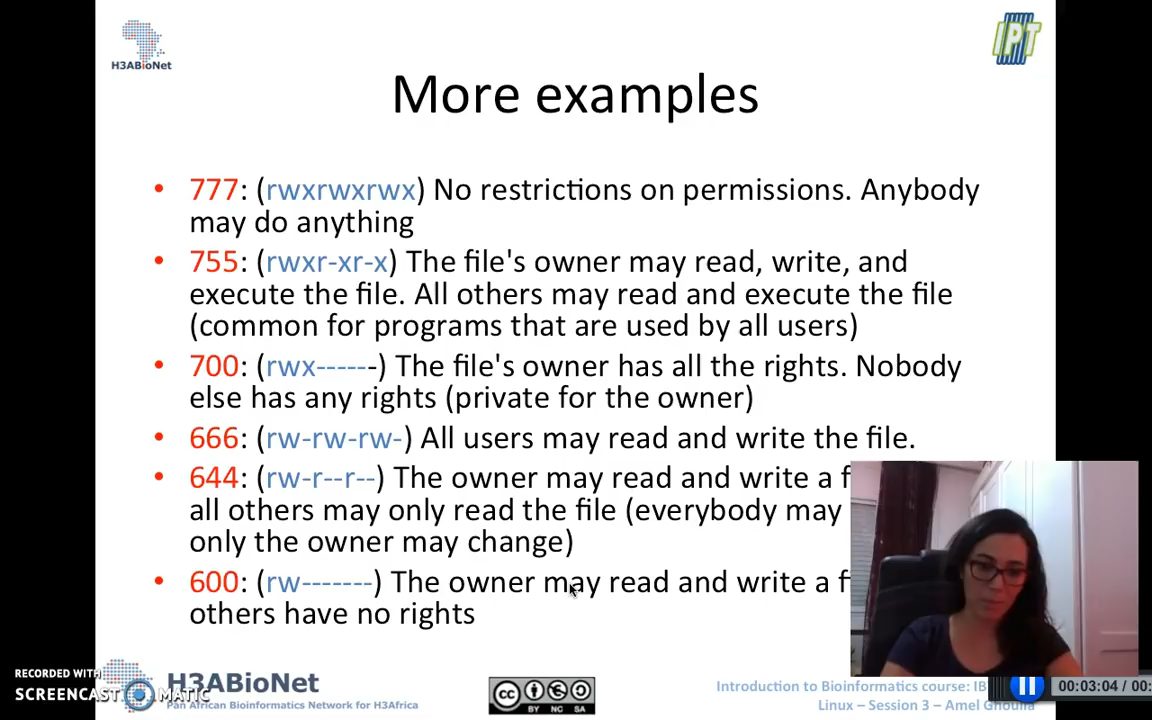 H3ABioNet
IPT
More examples
• 777: (rwxrwxrwx) No restrictions on permissions. Anybody
may do anything
• 755: (rwxr-xr-x) The file's owner may read, write, and
execute the file. All others may read and execute the file
(common for programs that are used by all users)
• 700: (rwx------) The file's owner has all the rights. Nobody
else has any rights (private for the owner)
• 666: (rw-rw-rw-) All users may read and write the file.
• 644: (rw-r--r--) The owner may read and write a f
all others may only read the file (everybody may
only the owner may change)
• 600: (rw-------) The owner may read and write a f
others have no rights
RECORDED WITH
SCREENCAST MATIC
H3ABioNet
Pan African Bioinformatics Network for H3Africa
cc
BY NC SA
Introduction to Bioinformatics course: IB
Linux – Session 3 – Amel Ghouila
00:03:04 / 00: